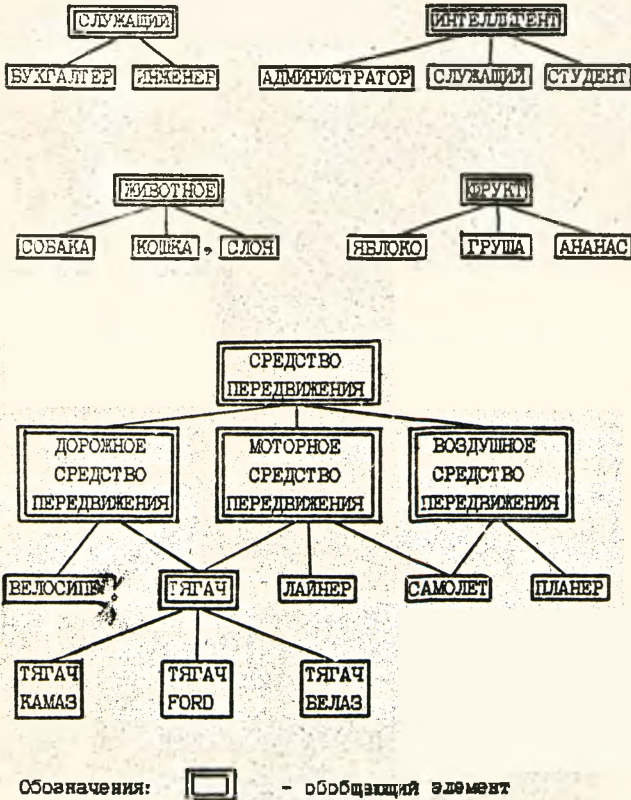 СЛУЖАЩИЙ
ИНТЕЛЛИГЕНТ
БУХГАЛТЕР ИНЖЕНЕР АДМИНИСТРАТОР СЛУЖАЩИЙ СТУДЕНТ
ЖИВОТНОЕ
ФРУКТ
СОБАКА КОШКА СЛОН ЯБЛОКО ГРУША АНАНАС
СРЕДСТВО
ПЕРЕДВИЖЕНИЯ
ДОРОЖНОЕ
СРЕДСТВО
ПЕРЕДВИЖЕНИЯ
МОТОРНОЕ
СРЕДСТВО
ПЕРЕДВИЖЕНИЯ
ВОЗДУШНОЕ
СРЕДСТВО
ПЕРЕДВИЖЕНИЯ
ТЯГАЧ ЛАЙНЕР САМОЛЕТ ПЛАНЕР
ТЯГАЧ
КАМАЗ
ТЯГАЧ
FORD
ТЯГАЧ
БЕЛАЗ
Обозначения: - обобщающий элемент